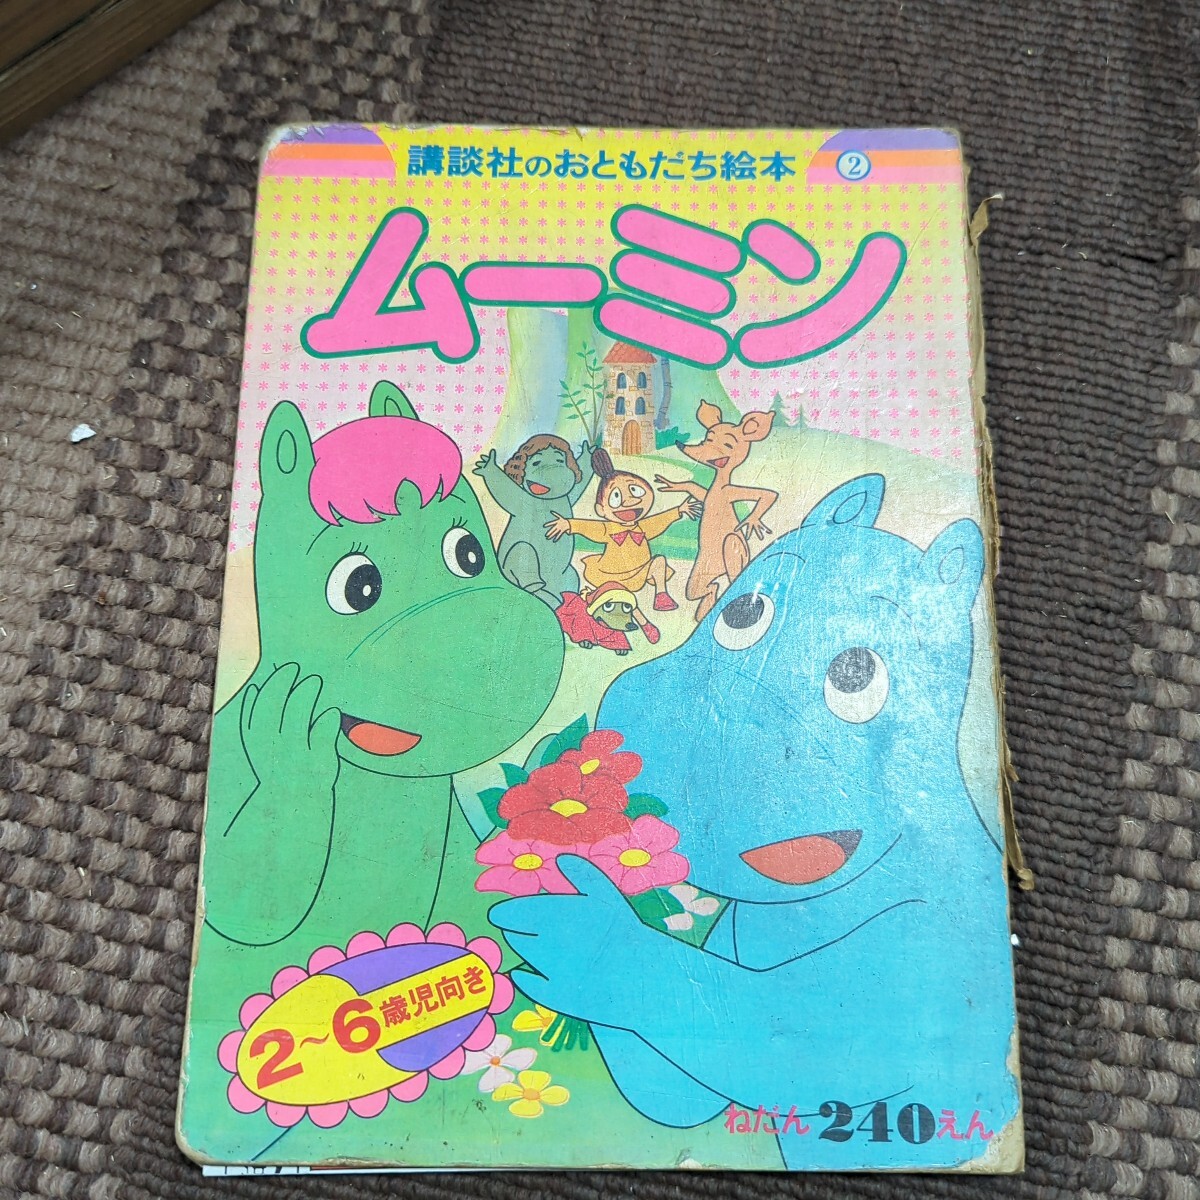 講談社のおともだち絵本 ②
ムーミン
2~6歳児向き
ねだん 240えん